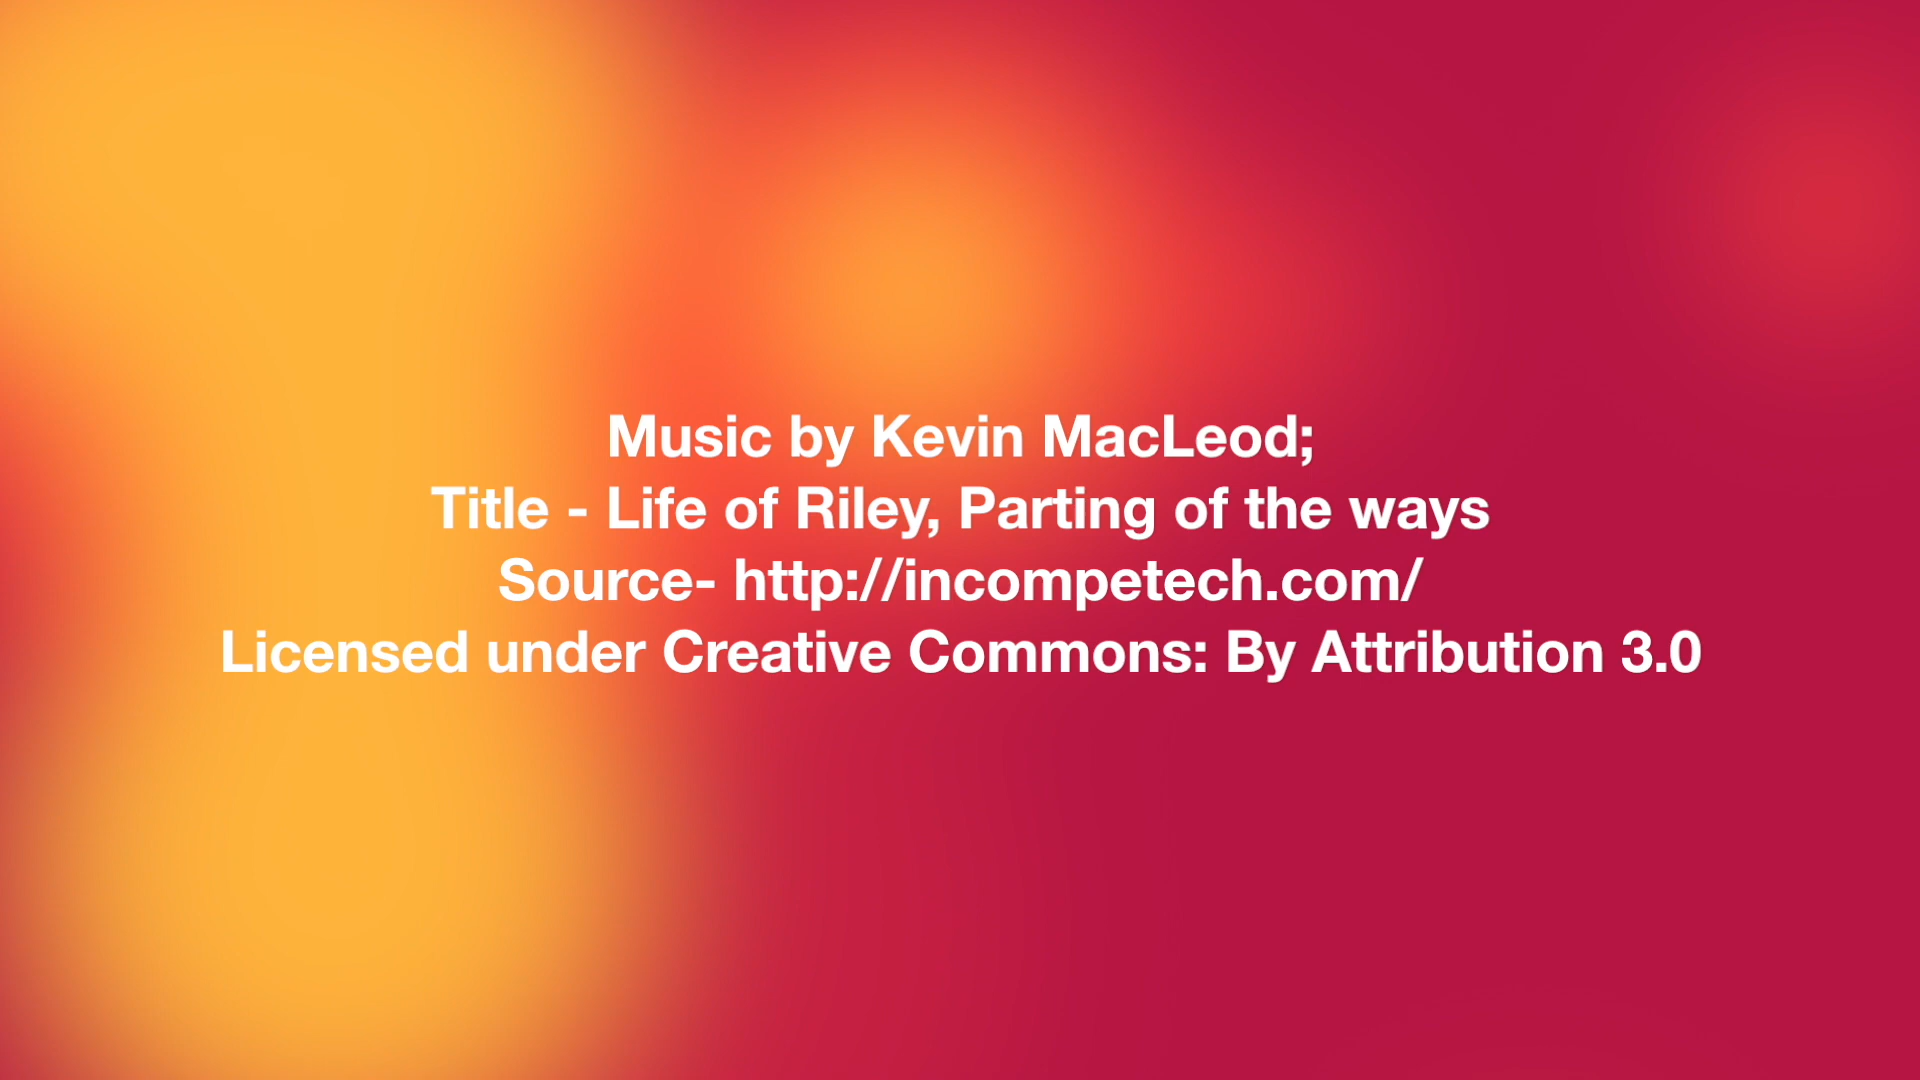 Music by Kevin MacLeod;
Title - Life of Riley, Parting of the ways
Source- http://incompetech.com/
Licensed under Creative Commons: By Attribution 3.0